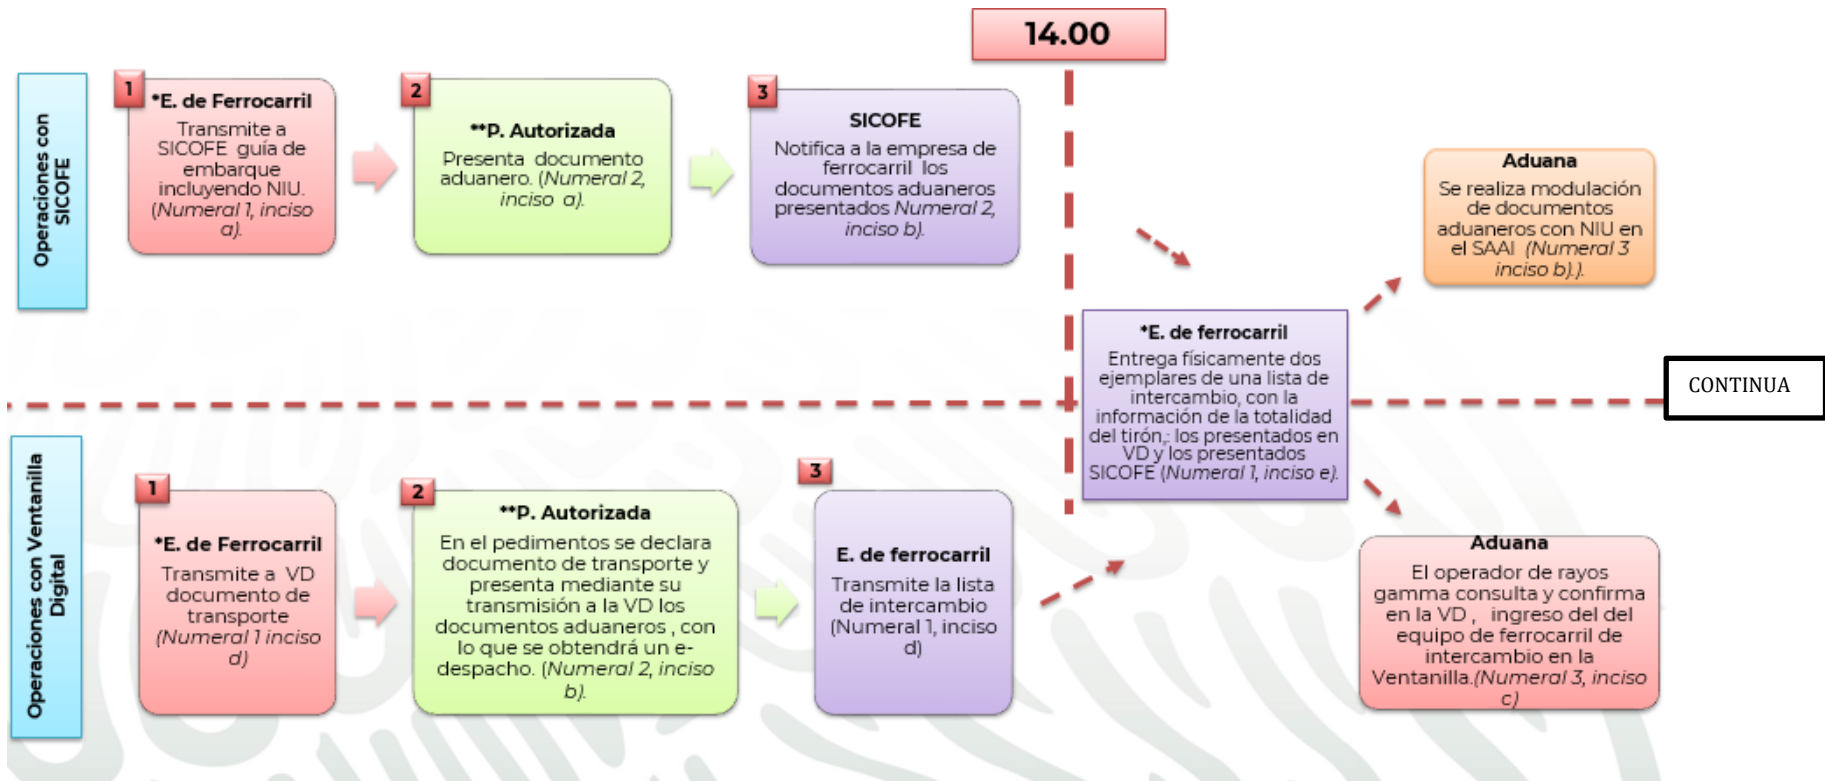 14.00
Operaciones con
SICOFE
1
*E. de Ferrocarril
Transmite a
SICOFE guía de
embarque
incluyendo NIU.
(Numeral 1, inciso
a).
2
**P. Autorizada
Presenta documento
aduanero. (Numeral 2,
inciso a).
3
SICOFE
Notifica a la empresa de
ferrocarril los
documentos aduaneros
presentados Numeral 2,
inciso b).
Aduana
Se realiza modulación
de documentos
aduaneros con NIU en
el SAAI (Numeral 3
inciso b).).
*E. de ferrocarril
Entrega físicamente dos
ejemplares de una lista de
intercambio, con la
información de la totalidad
del tirón,: los presentados en
VD y los presentados
SICOFE (Numeral 1, inciso e).
CONTINUA
Operaciones con Ventanilla
Digital
1
*E. de Ferrocarril
Transmite a VD
documento de
transporte
(Numeral 1 inciso
d)
2
**P. Autorizada
En el pedimentos se declara
documento de transporte y
presenta mediante su
transmisión a la VD los
documentos aduaneros , con
lo que se obtendrá un e-
despacho. (Numeral 2, inciso
b).
3
E. de ferrocarril
Transmite la lista
de intercambio
(Numeral 1, inciso
d)
Aduana
El operador de rayos
gamma consulta y confirma
en la VD , ingreso del del
equipo de ferrocarril de
intercambio en la
Ventanilla.(Numeral 3, inciso
c)